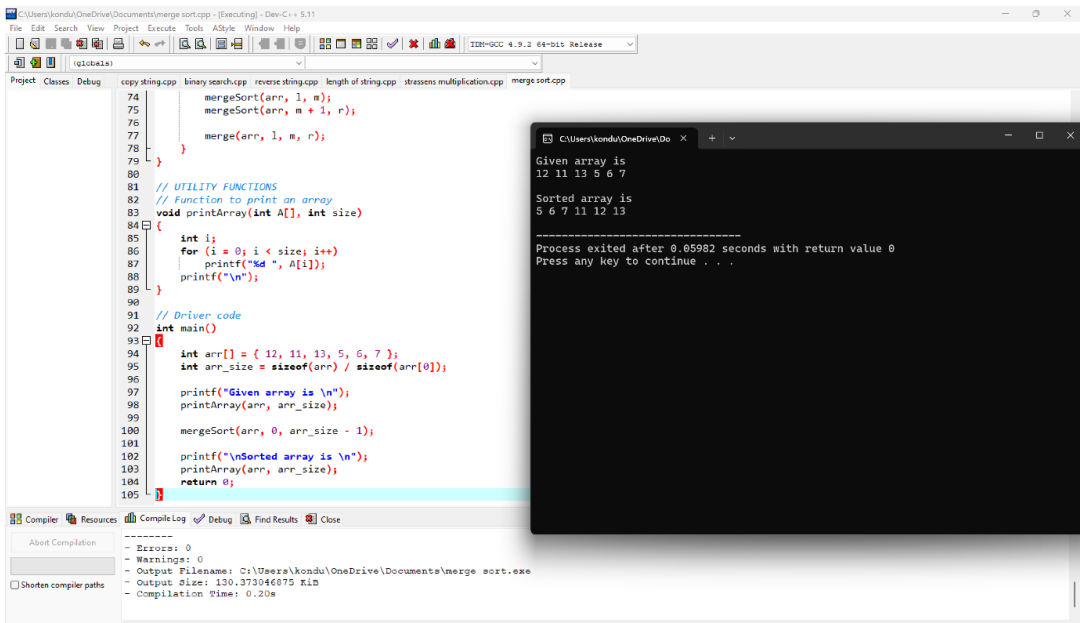 C:\Users\kondu\OneDrive\Documents\merge sort.cpp - [Executing] - Dev-C++ 5.11
File Edit Search View Project Execute Tools AStyle Window Help
TDM-GCC 4.9.2 64-bit Release
(globals)
Project Classes Debug copy string.cpp binary search.cpp reverse string.cpp length of string.cpp strassens multiplication.cpp merge sort.cpp
74 mergeSort(arr, l, m);
75 mergeSort(arr, m + 1, r);
76
77 merge(arr, l, m, r);
78 }
79 }
80
81 // UTILITY FUNCTIONS
82 // Function to print an array
83 void printArray(int A[], int size)
84 {
85 int i;
86 for (i = 0; i < size; i++)
87 printf("%d ", A[i]);
88 printf("\n");
89 }
90
91 // Driver code
92 int main()
93 {
94 int arr[] = { 12, 11, 13, 5, 6, 7 };
95 int arr_size = sizeof(arr) / sizeof(arr[0]);
96
97 printf("Given array is \n");
98 printArray(arr, arr_size);
99
100 mergeSort(arr, 0, arr_size - 1);
101
102 printf("\nSorted array is \n");
103 printArray(arr, arr_size);
104 return 0;
105 }
C:\Users\kondu\OneDrive\Do
Given array is
12 11 13 5 6 7
Sorted array is
5 6 7 11 12 13
--------------------------------
Process exited after 0.05982 seconds with return value 0
Press any key to continue . . .
Compiler Resources Compile Log Debug Find Results Close
Abort Compilation
Shorten compiler paths
--------
- Errors: 0
- Warnings: 0
- Output Filename: C:\Users\kondu\OneDrive\Documents\merge sort.exe
- Output Size: 130.373046875 KiB
- Compilation Time: 0.20s